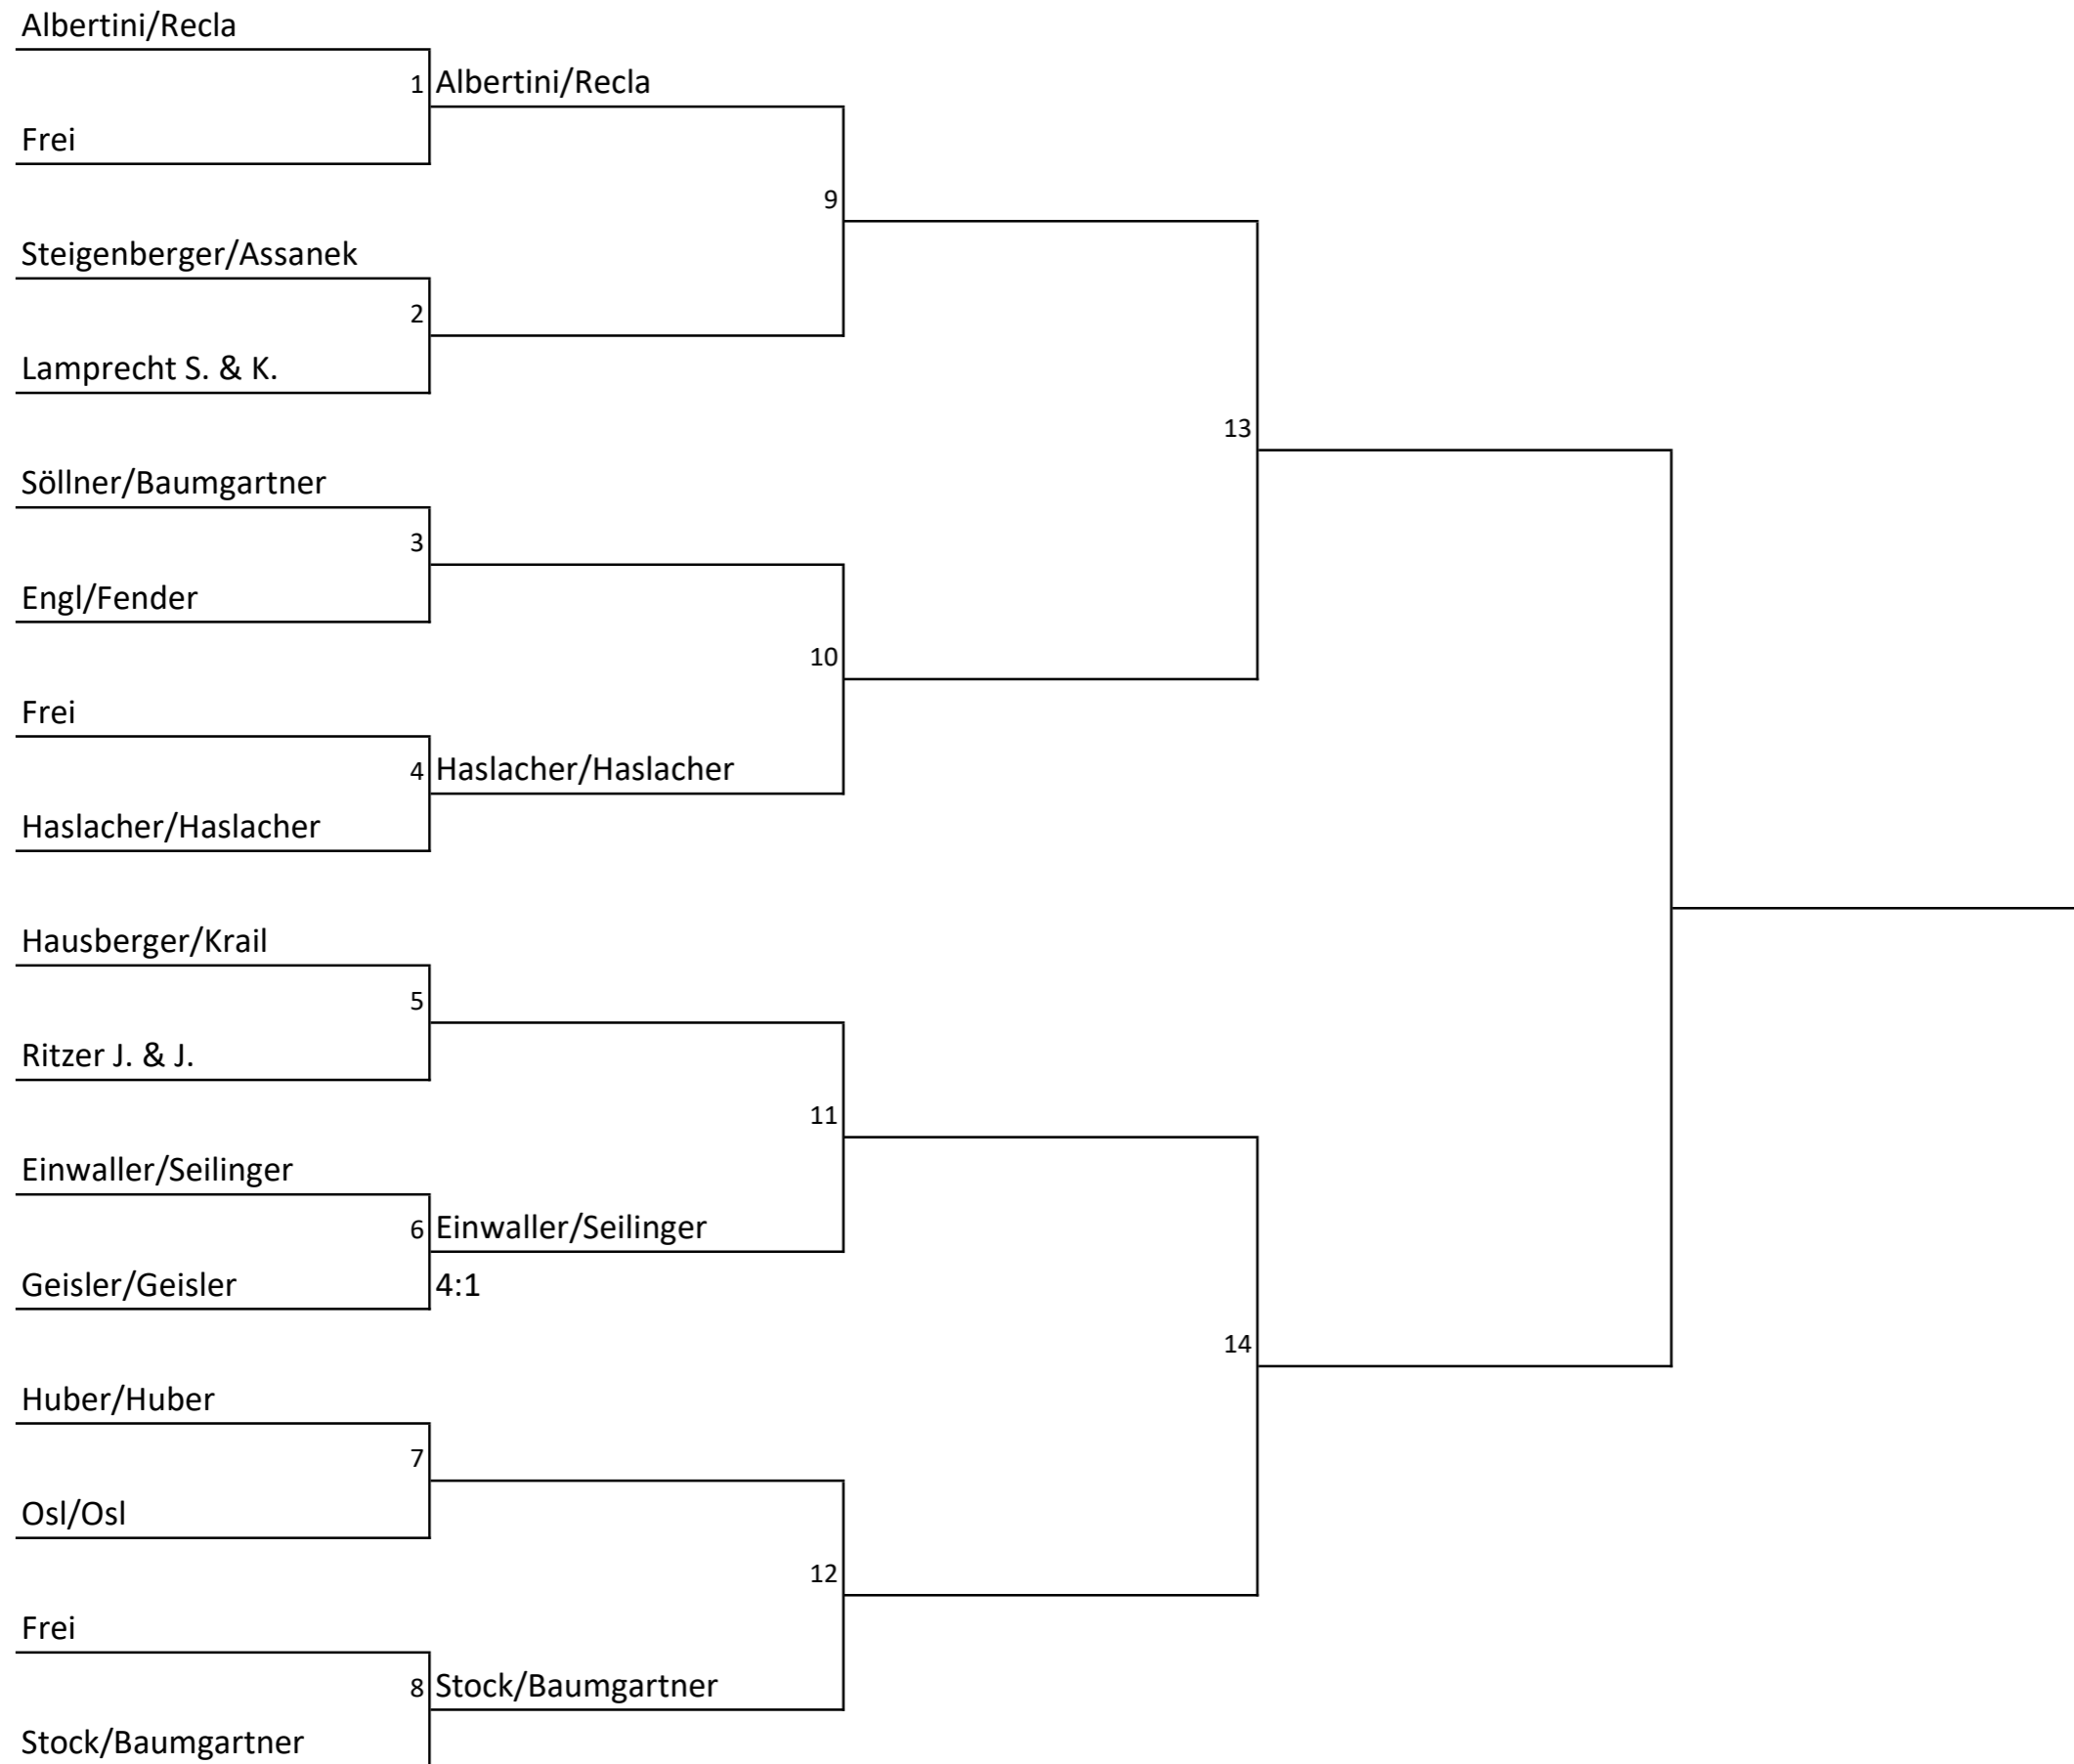 Albertini/Recla
1 Albertini/Recla
Frei
9
Steigenberger/Assanek
2
Lamprecht S. & K.
13
Söllner/Baumgartner
3
Engl/Fender
10
Frei
4 Haslacher/Haslacher
Haslacher/Haslacher
Hausberger/Krail
5
Ritzer J. & J.
11
Einwaller/Seilinger
6 Einwaller/Seilinger
Geisler/Geisler 4:1
14
Huber/Huber
7
Osl/Osl
12
Frei
8 Stock/Baumgartner
Stock/Baumgartner